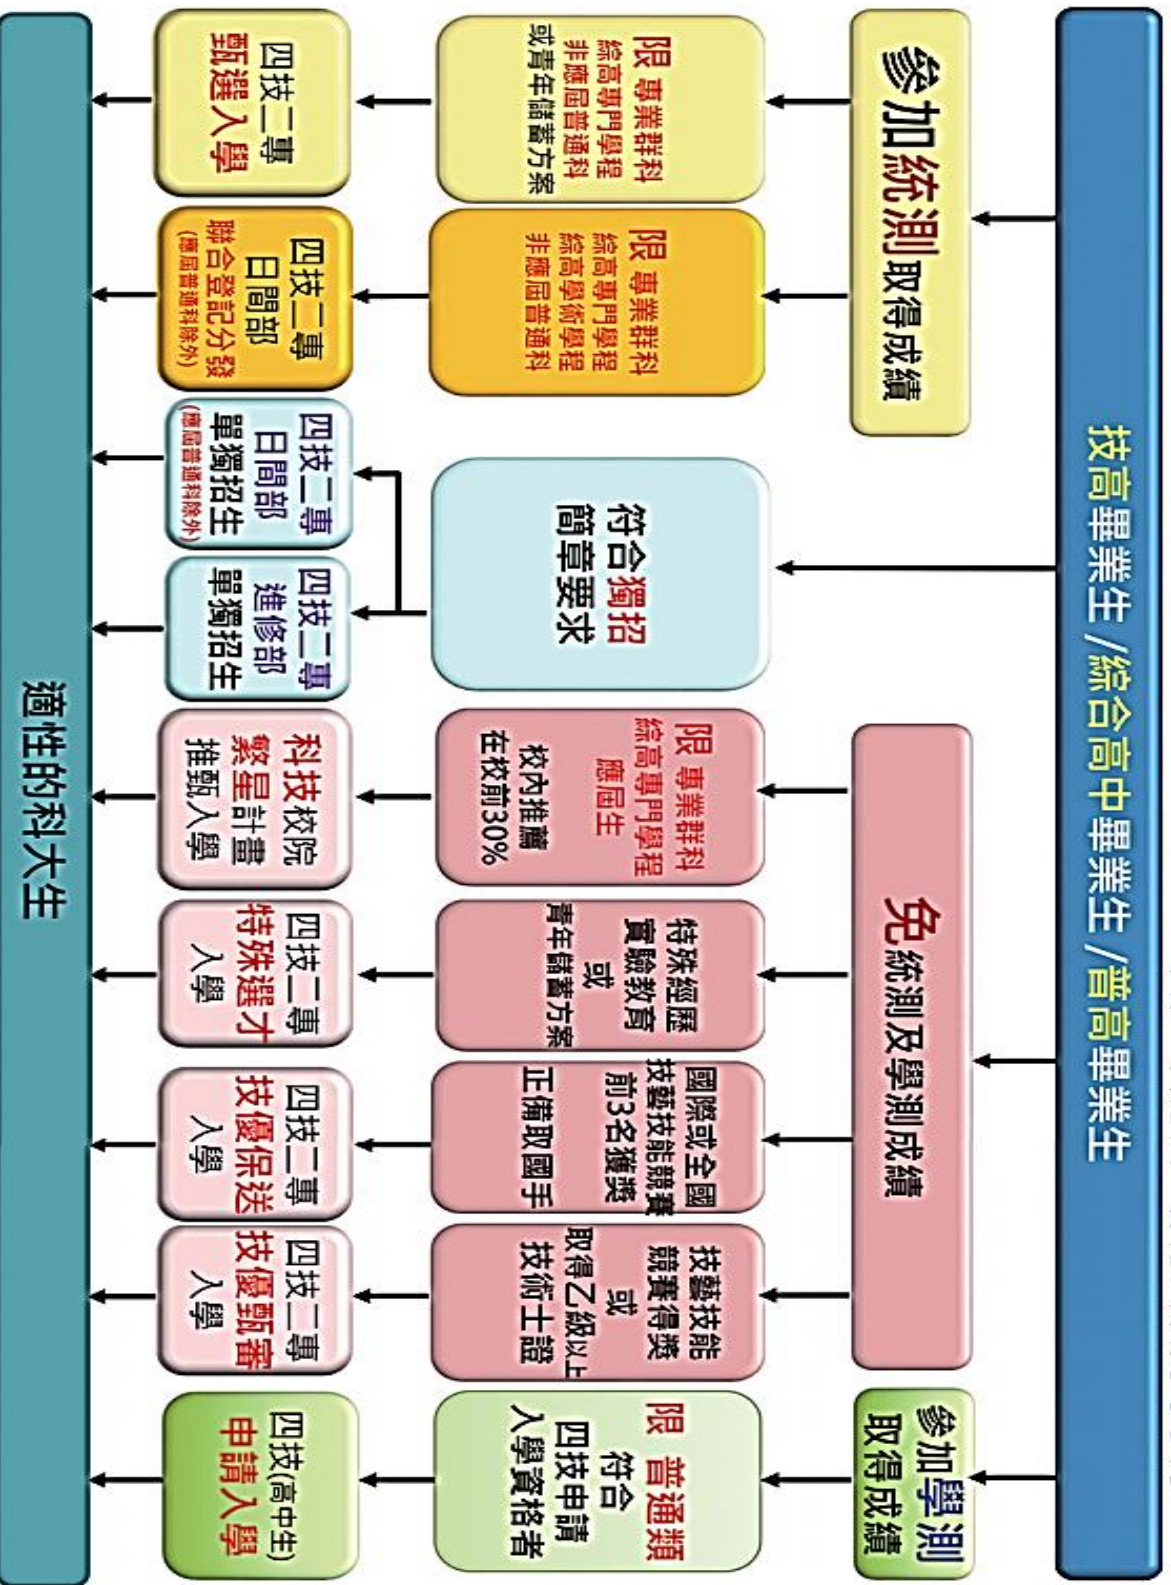 技高畢業生/綜合高中畢業生/普高畢業生
參加統測取得成績
免統測及學測成績
參加學測
取得成績
限 專業群科
綜高專門學程
非應屆普通科
或青年儲蓄方案
限 專業群科
綜高專門學程
綜高學術學程
非應屆普通科
符合獨招
簡章要求
限 專業群科
綜高專門學程
應屆生
校內推薦
在校前30%
特殊經歷
實驗教育
或
青年儲蓄方案
國際或全國
技藝技能競賽
前3名獲獎
正備取國手
技藝技能
競賽得獎
或
取得乙級以上
技術士證
限 普通類
符合
四技申請
入學資格者
四技二專
甄選入學
四技二專
日間部
聯合登記分發
(應屆普通科除外)
四技二專
日間部
單獨招生
(應屆普通科除外)
四技二專
進修部
單獨招生
科技校院
繁星計畫
推甄入學
四技二專
特殊選才
入學
四技二專
技優保送
入學
四技二專
技優甄審
入學
四技(高中生)
申請入學
適性的科大生